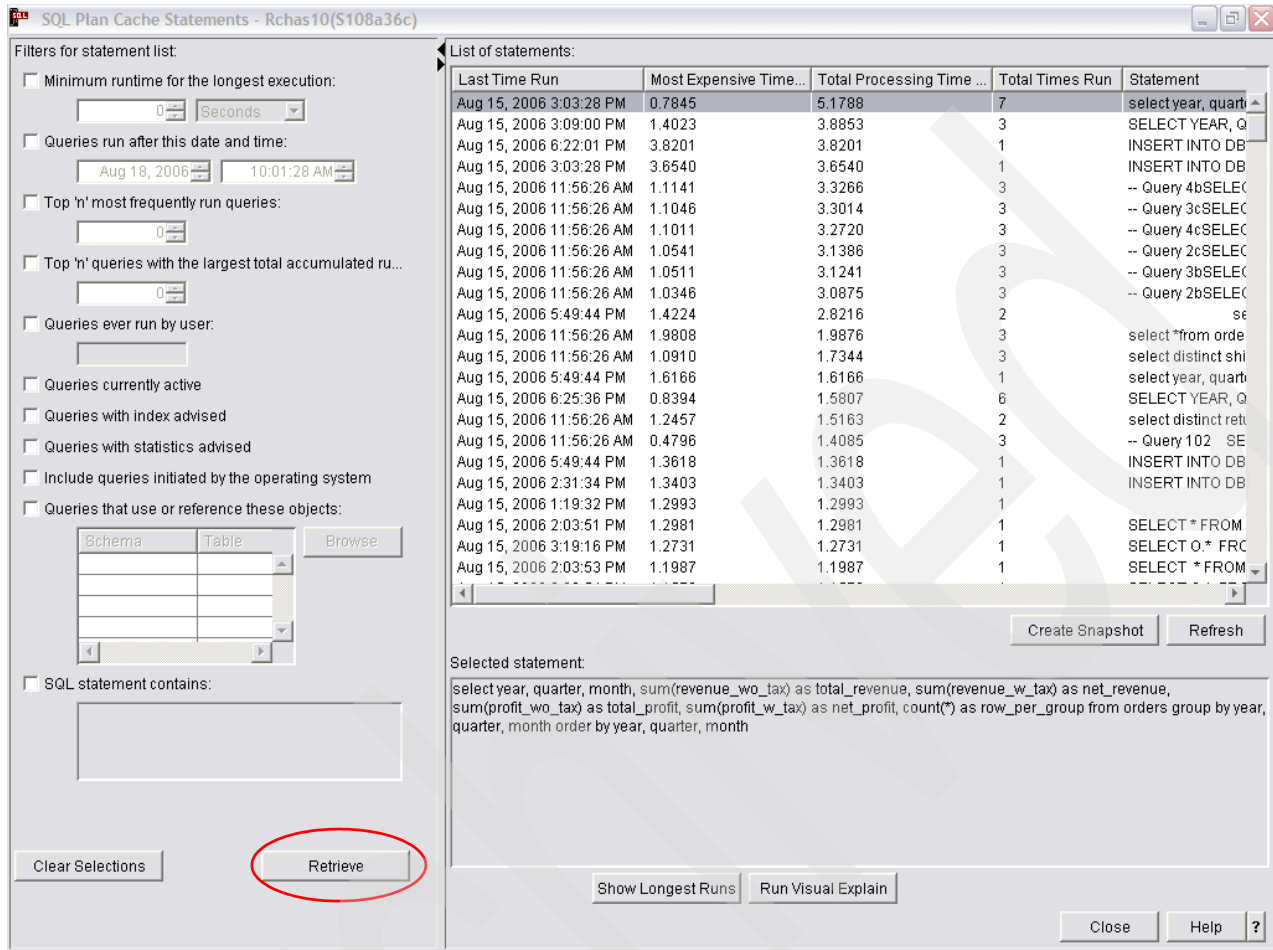 SQL Plan Cache Statements - Rchas10(S108a36c)
Filters for statement list:
Minimum runtime for the longest execution:
0 Seconds
Queries run after this date and time:
Aug 18, 2006 10:01:28 AM
Top 'n' most frequently run queries:
0
Top 'n' queries with the largest total accumulated ru...
0
Queries ever run by user:
Queries currently active
Queries with index advised
Queries with statistics advised
Include queries initiated by the operating system
Queries that use or reference these objects:
Schema Table Browse
SQL statement contains:
Clear Selections Retrieve
List of statements:
Last Time Run Most Expensive Time... Total Processing Time ... Total Times Run Statement
Aug 15, 2006 3:03:28 PM 0.7845 5.1788 7 select year, quart
Aug 15, 2006 3:09:00 PM 1.4023 3.8853 3 SELECT YEAR, Q
Aug 15, 2006 6:22:01 PM 3.8201 3.8201 1 INSERT INTO DB
Aug 15, 2006 3:03:28 PM 3.6540 3.6540 1 INSERT INTO DB
Aug 15, 2006 11:56:26 AM 1.1141 3.3266 3 -- Query 4bSELEC
Aug 15, 2006 11:56:26 AM 1.1046 3.3014 3 -- Query 3cSELEC
Aug 15, 2006 11:56:26 AM 1.1011 3.2720 3 -- Query 4cSELEC
Aug 15, 2006 11:56:26 AM 1.0541 3.1386 3 -- Query 2cSELEC
Aug 15, 2006 11:56:26 AM 1.0511 3.1241 3 -- Query 3bSELEC
Aug 15, 2006 11:56:26 AM 1.0346 3.0875 3 -- Query 2bSELEC
Aug 15, 2006 5:49:44 PM 1.4224 2.8216 2 se
Aug 15, 2006 11:56:26 AM 1.9808 1.9876 3 select *from orde
Aug 15, 2006 11:56:26 AM 1.0910 1.7344 3 select distinct shi
Aug 15, 2006 5:49:44 PM 1.6166 1.6166 1 select year, quart
Aug 15, 2006 6:25:36 PM 0.8394 1.5807 6 SELECT YEAR, Q
Aug 15, 2006 11:56:26 AM 1.2457 1.5163 2 select distinct retu
Aug 15, 2006 11:56:26 AM 0.4796 1.4085 3 -- Query 102 SE
Aug 15, 2006 5:49:44 PM 1.3618 1.3618 1 INSERT INTO DB
Aug 15, 2006 2:31:34 PM 1.3403 1.3403 1 INSERT INTO DB
Aug 15, 2006 1:19:32 PM 1.2993 1.2993 1
Aug 15, 2006 2:03:51 PM 1.2981 1.2981 1 SELECT * FROM
Aug 15, 2006 3:19:16 PM 1.2731 1.2731 1 SELECT O.* FRO
Aug 15, 2006 2:03:53 PM 1.1987 1.1987 1 SELECT * FROM
Create Snapshot Refresh
Selected statement:
select year, quarter, month, sum(revenue_wo_tax) as total_revenue, sum(revenue_w_tax) as net_revenue,
sum(profit_wo_tax) as total_profit, sum(profit_w_tax) as net_profit, count(*) as row_per_group from orders group by year,
quarter, month order by year, quarter, month
Show Longest Runs Run Visual Explain
Close Help ?